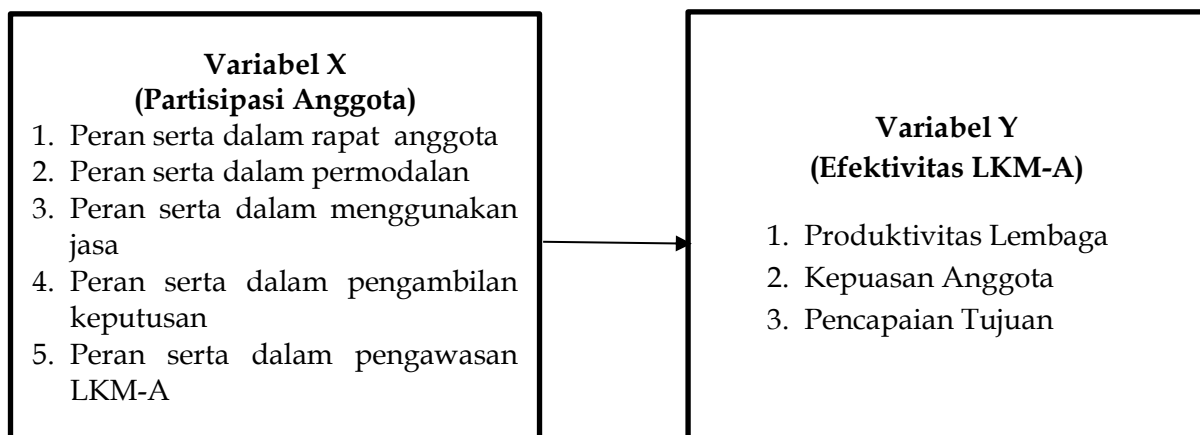 Variabel X
(Partisipasi Anggota)
1. Peran serta dalam rapat anggota
2. Peran serta dalam permodalan
3. Peran serta dalam menggunakan
jasa
4. Peran serta dalam pengambilan
keputusan
5. Peran serta dalam pengawasan
LKM-A
Variabel Y
(Efektivitas LKM-A)
1. Produktivitas Lembaga
2. Kepuasan Anggota
3. Pencapaian Tujuan